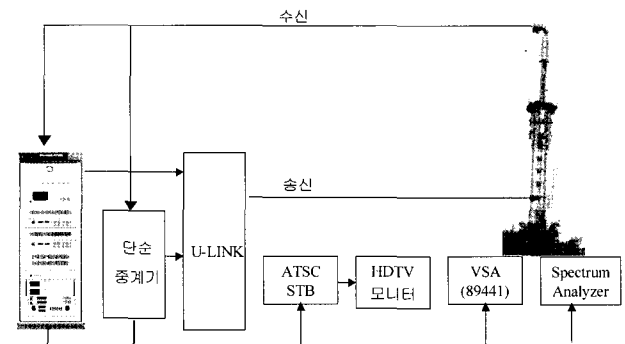 수신
송신
단순
중계기
U-LINK
ATSC
STB
HDTV
모니터
VSA
(89441)
Spectrum
Analyzer